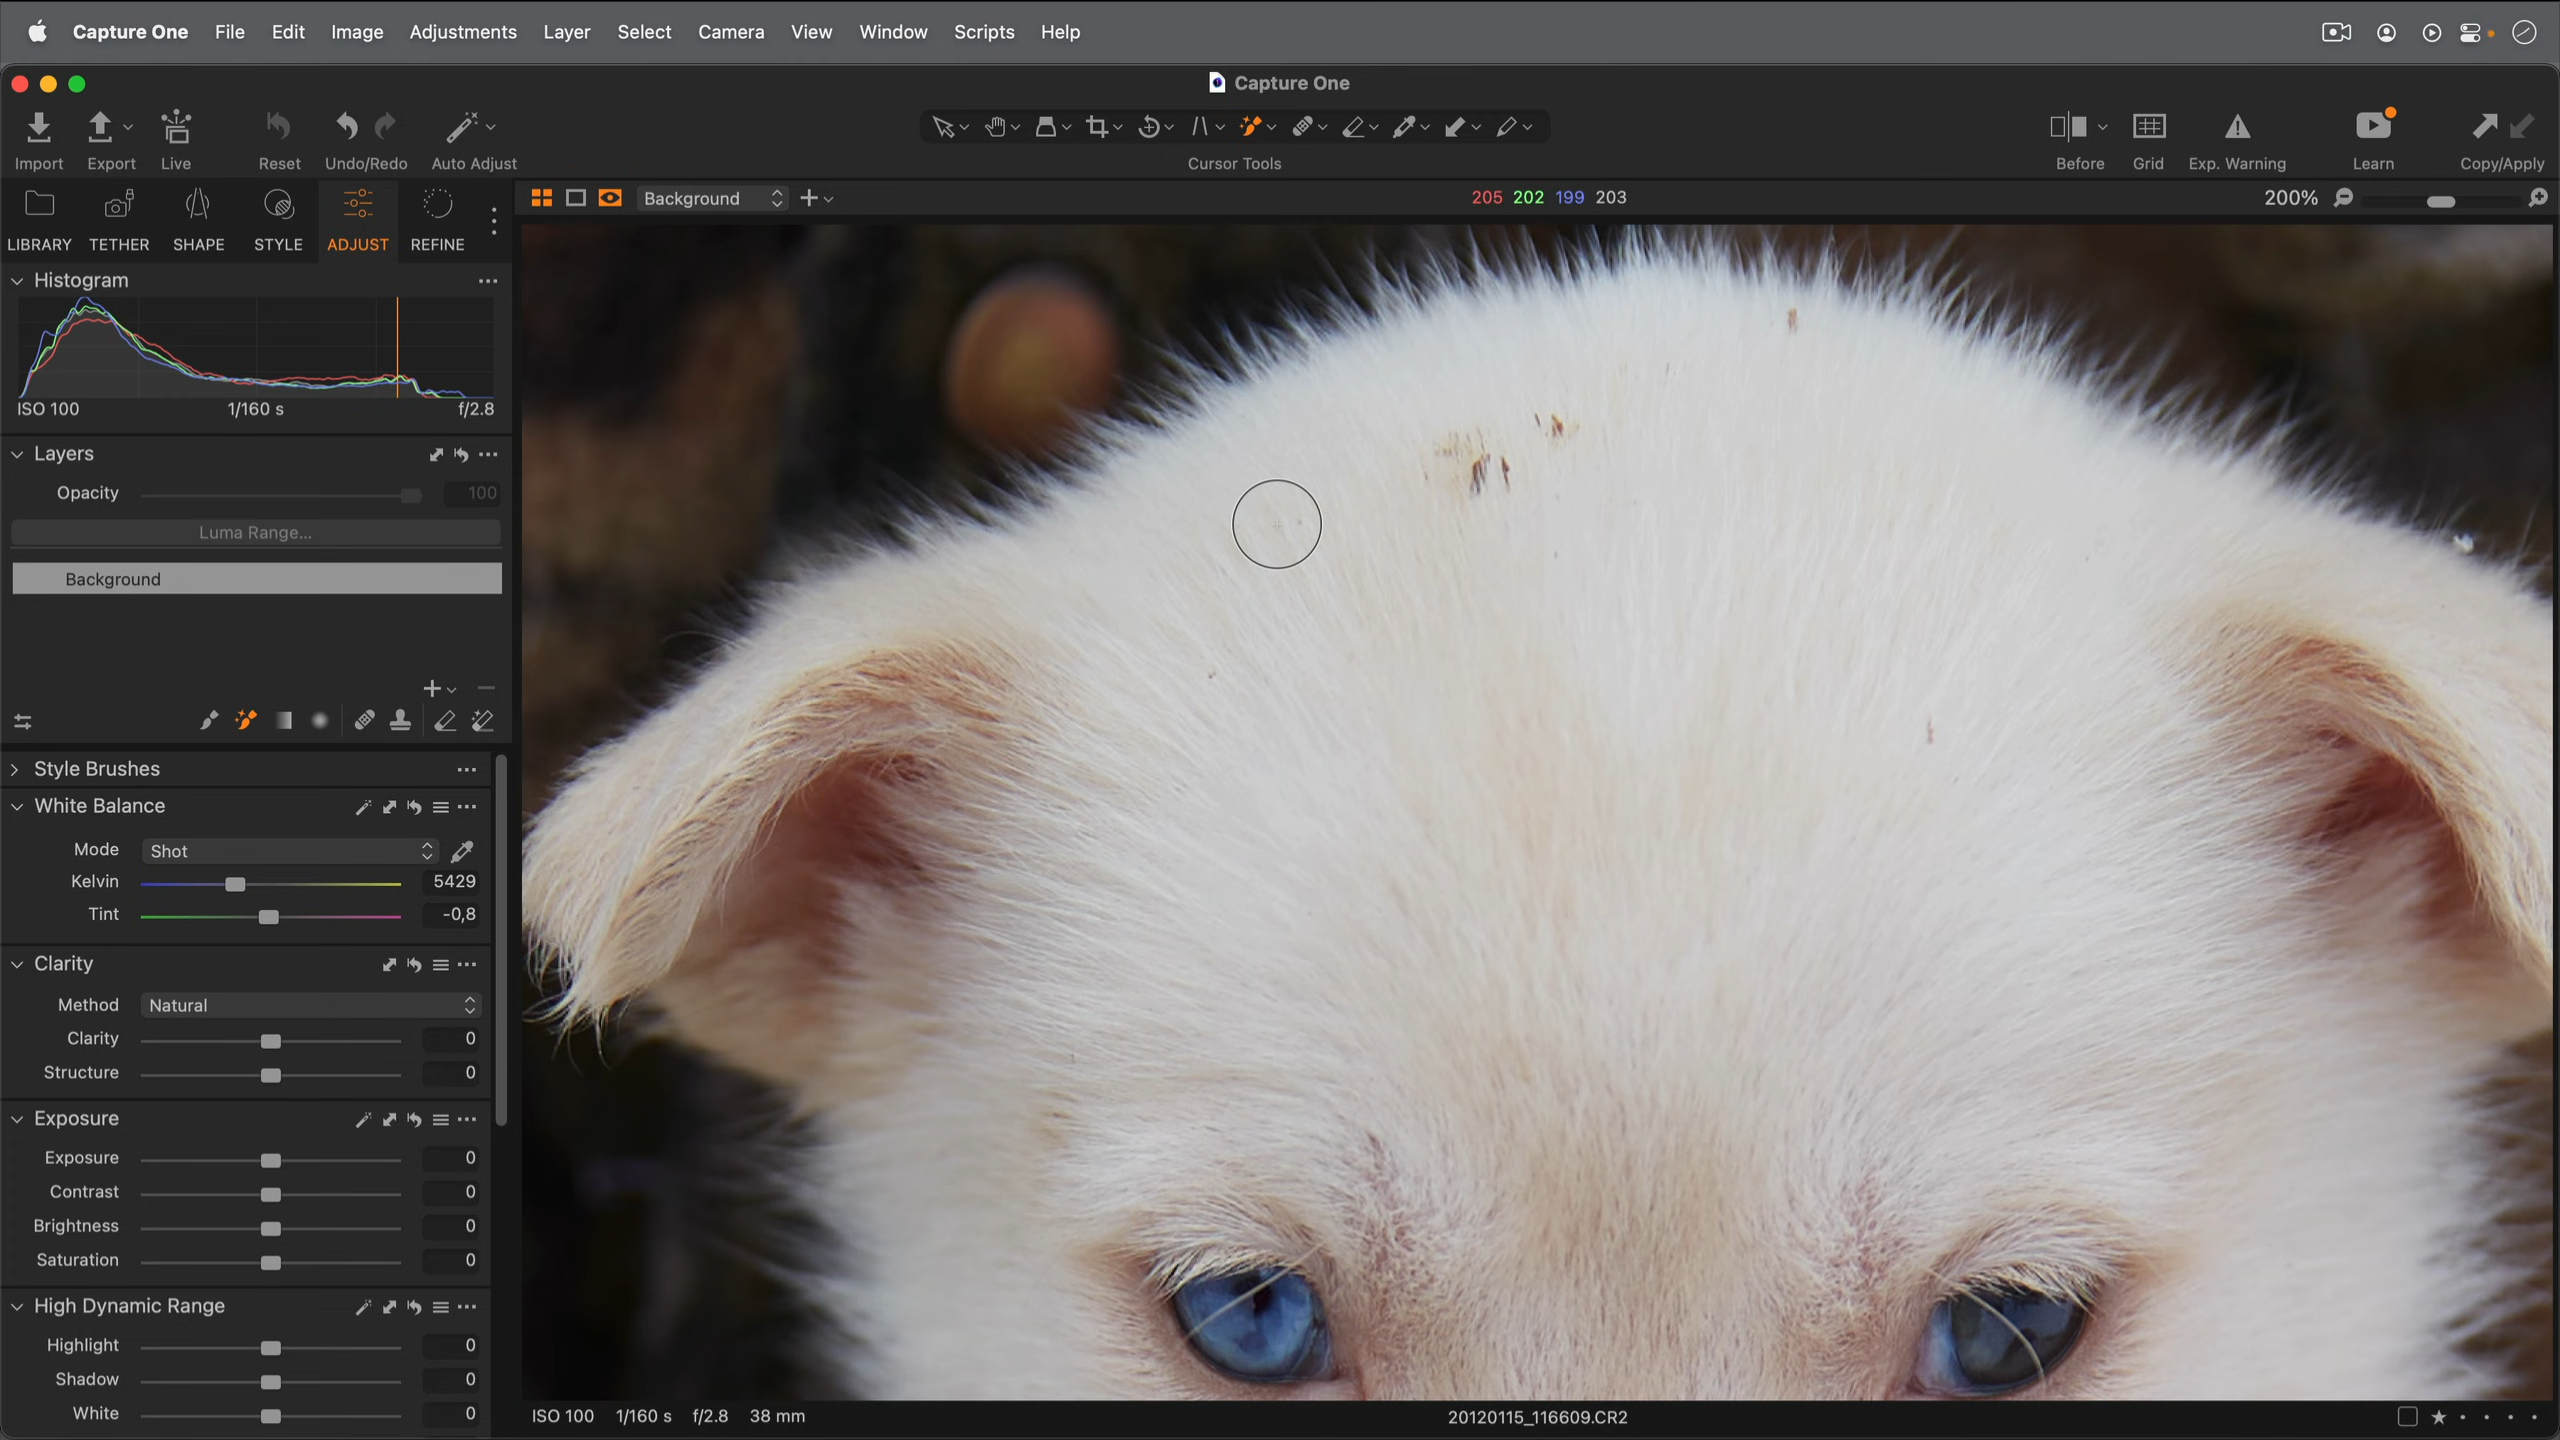 Capture One File Edit Image Adjustments Layer Select Camera View Window Scripts Help
Capture One
Import Export Live Reset Undo/Redo Auto Adjust Cursor Tools Before Grid Exp. Warning Learn Copy/Apply
LIBRARY TETHER SHAPE STYLE ADJUST REFINE
Background 205 202 199 203 200%
Histogram
ISO 100 1/160 s f/2.8
Layers
Opacity 100
Luma Range...
Background
Style Brushes
White Balance
Mode Shot
Kelvin 5429
Tint -0,8
Clarity
Method Natural
Clarity 0
Structure 0
Exposure
Exposure 0
Contrast 0
Brightness 0
Saturation 0
High Dynamic Range
Highlight 0
Shadow 0
White 0
ISO 100 1/160 s f/2.8 38 mm 20120115_116609.CR2